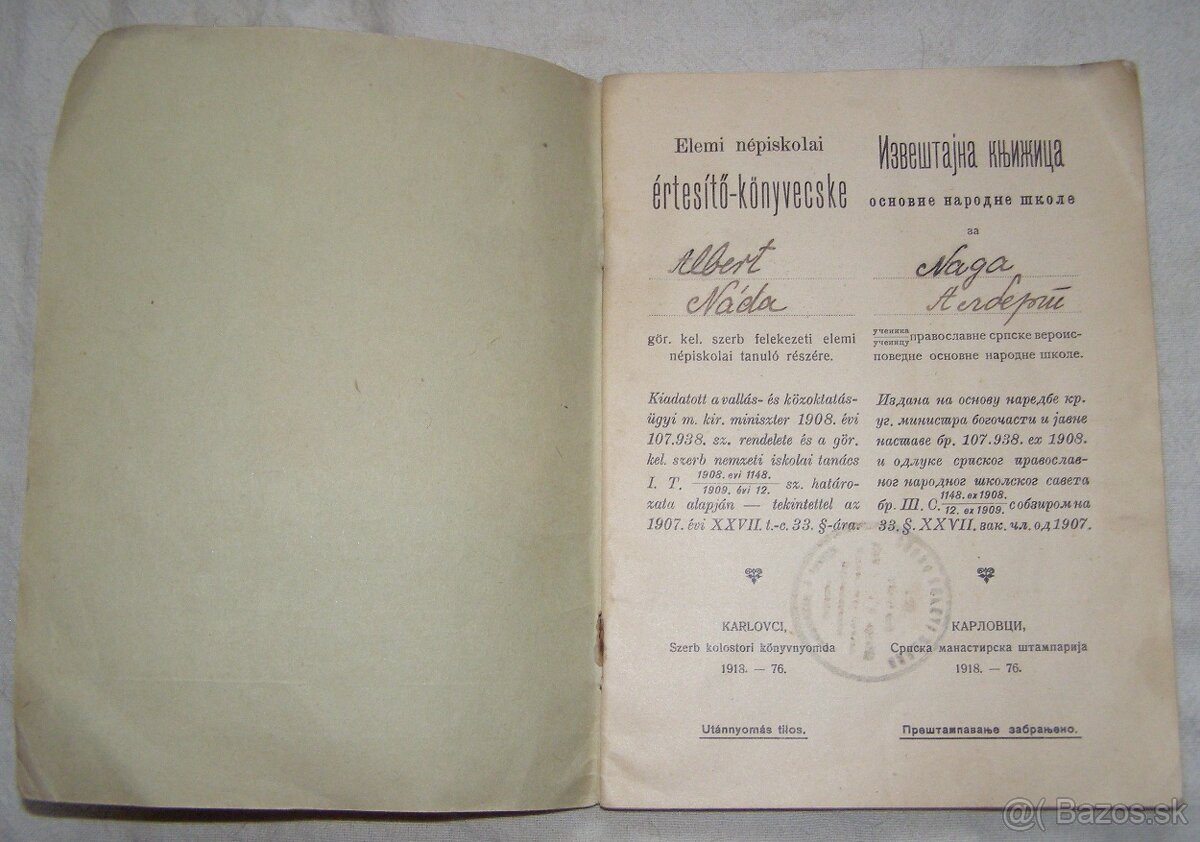 Elemi népiskolai
értesítő-könyvecske
Albert
Náda
gör. kel. szerb felekezeti elemi
népiskolai tanuló részére.
Kiadatott a vallás- és közoktatás-
ügyi m. kir. miniszter 1908. évi
107.938. sz. rendelete és a gör.
kel. szerb nemzeti iskolai tanács
I. T. 1908. evi 1148. / 1909. évi 12. sz. határo-
zata alapján — tekintettel az
1907. évi XXVII. t.-c. 33. §-ára.
KARLOVCI,
Szerb kolostori könyvnyomda
1913. — 76.
Utánnyomás tilos.
Извештајна књижица
основне народне школе
за
Нада
Алберт
ученика / ученицу православне српске вероис-
поведне основне народне школе.
Издана на основу наредбе кр.
уг. министра богочасти и јавне
наставе бр. 107.938. ex 1908.
и одлуке српског православ-
ног народног школског савета
бр. Ш. С. 1148. ex 1908. / 12. ex 1909. с обзиром на
33. §. XXVII. зак. чл. од 1907.
КАРЛОВЦИ,
Српска манастирска штампарија
1913. — 76.
Прештампавање забрањено.
@( Bazos.sk